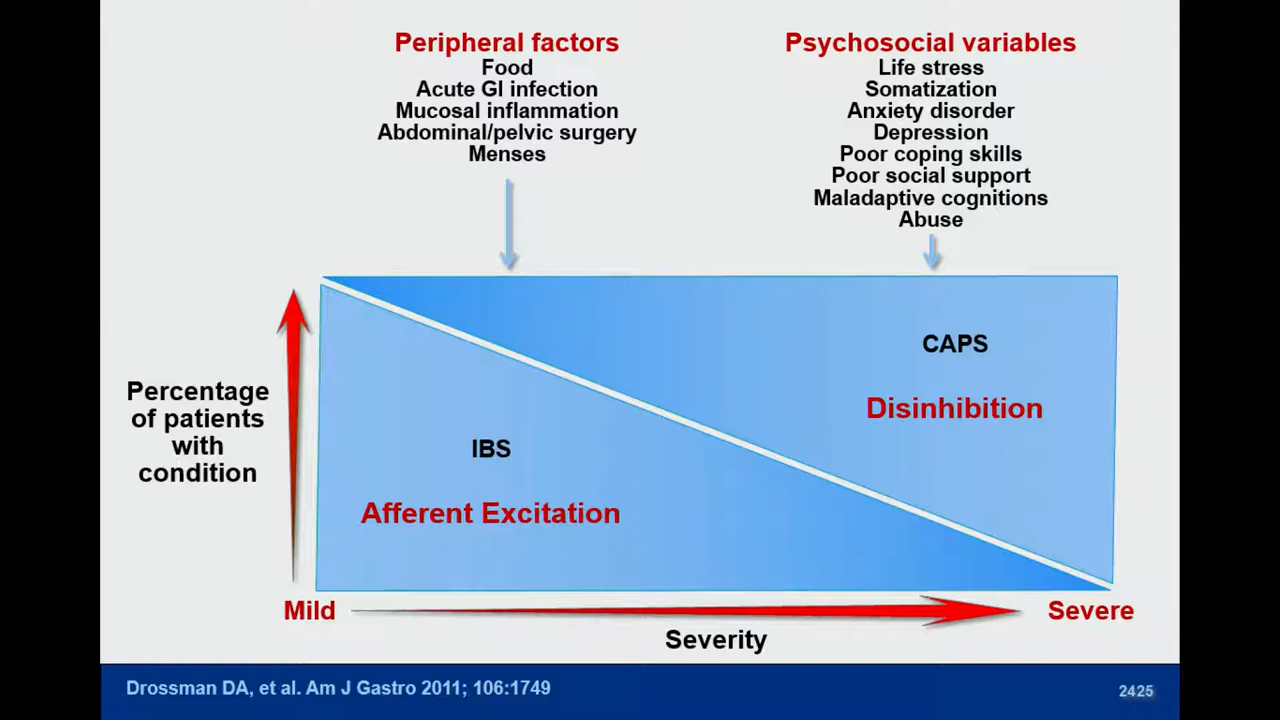 Peripheral factors
Food
Acute GI infection
Mucosal inflammation
Abdominal/pelvic surgery
Menses
Psychosocial variables
Life stress
Somatization
Anxiety disorder
Depression
Poor coping skills
Poor social support
Maladaptive cognitions
Abuse
Percentage
of patients
with
condition
CAPS
Disinhibition
IBS
Afferent Excitation
Mild
Severe
Severity
Drossman DA, et al. Am J Gastro 2011; 106:1749
2425